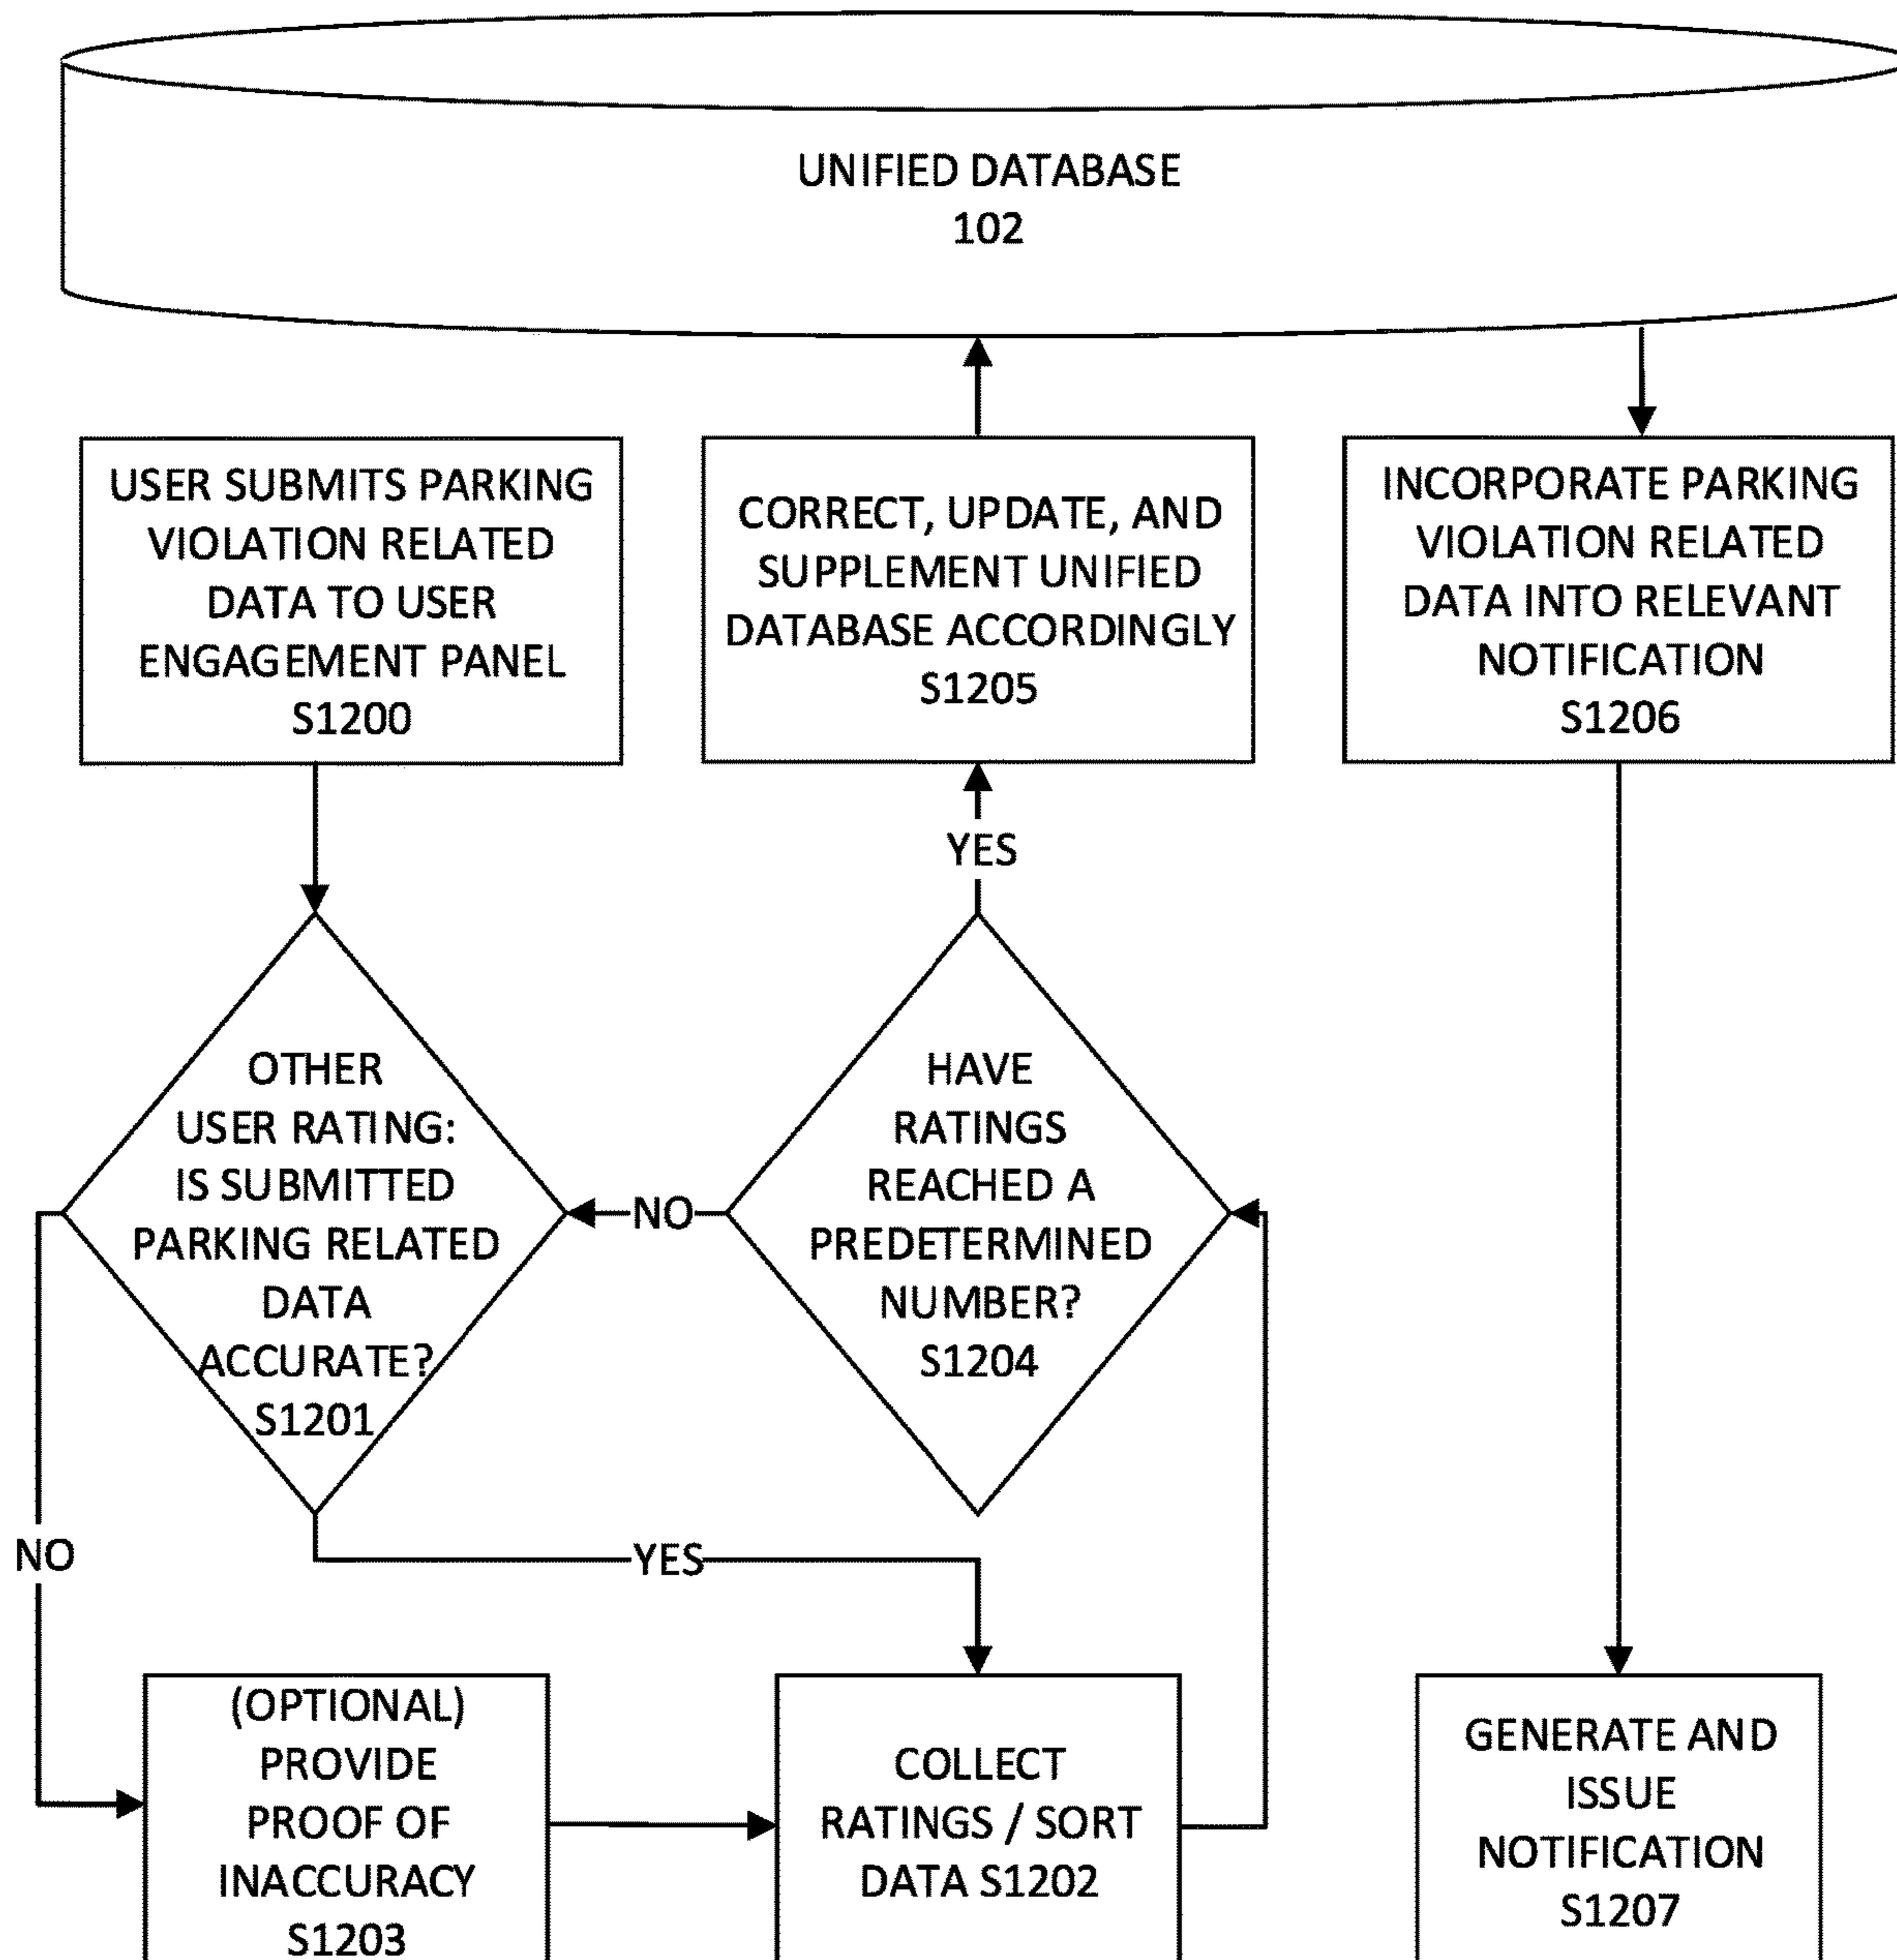 UNIFIED DATABASE
102
USER SUBMITS PARKING
VIOLATION RELATED
DATA TO USER
ENGAGEMENT PANEL
S1200
CORRECT, UPDATE, AND
SUPPLEMENT UNIFIED
DATABASE ACCORDINGLY
S1205
INCORPORATE PARKING
VIOLATION RELATED
DATA INTO RELEVANT
NOTIFICATION
S1206
YES
OTHER
USER RATING:
IS SUBMITTED
PARKING RELATED
DATA
ACCURATE?
S1201
NO
HAVE
RATINGS
REACHED A
PREDETERMINED
NUMBER?
S1204
NO
YES
(OPTIONAL)
PROVIDE
PROOF OF
INACCURACY
S1203
COLLECT
RATINGS / SORT
DATA S1202
GENERATE AND
ISSUE
NOTIFICATION
S1207